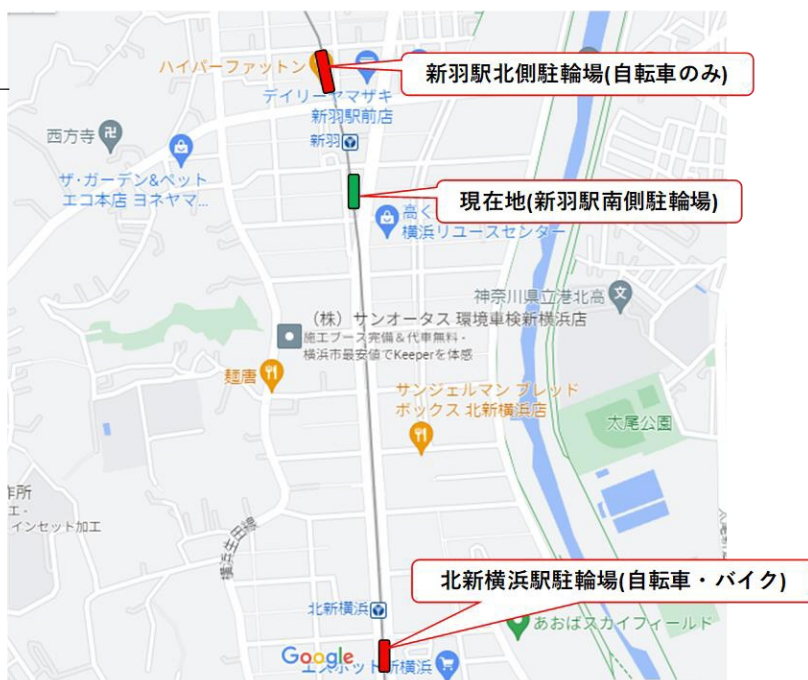 新羽駅北側駐輪場(自転車のみ)
ハイパーファットン
デイリーヤマザキ
新羽駅前店
新羽
西方寺
ザ・ガーデン&ペット
エコ本店 ヨネヤマ...
現在地(新羽駅南側駐輪場)
高く
横浜リユースセンター
神奈川県立港北高
(株)サンオータス 環境車検新横浜店
施工ブース完備&代車無料 -
横浜市最安値でKeeperを体感
麺唐
サンジェルマン ブレッド
ボックス 北新横浜店
太尾公園
作所
工 -
インセット加工
横浜生田線
北新横浜駅駐輪場(自転車・バイク)
北新横浜
あおばスカイフィールド
Google
エスポット新横浜